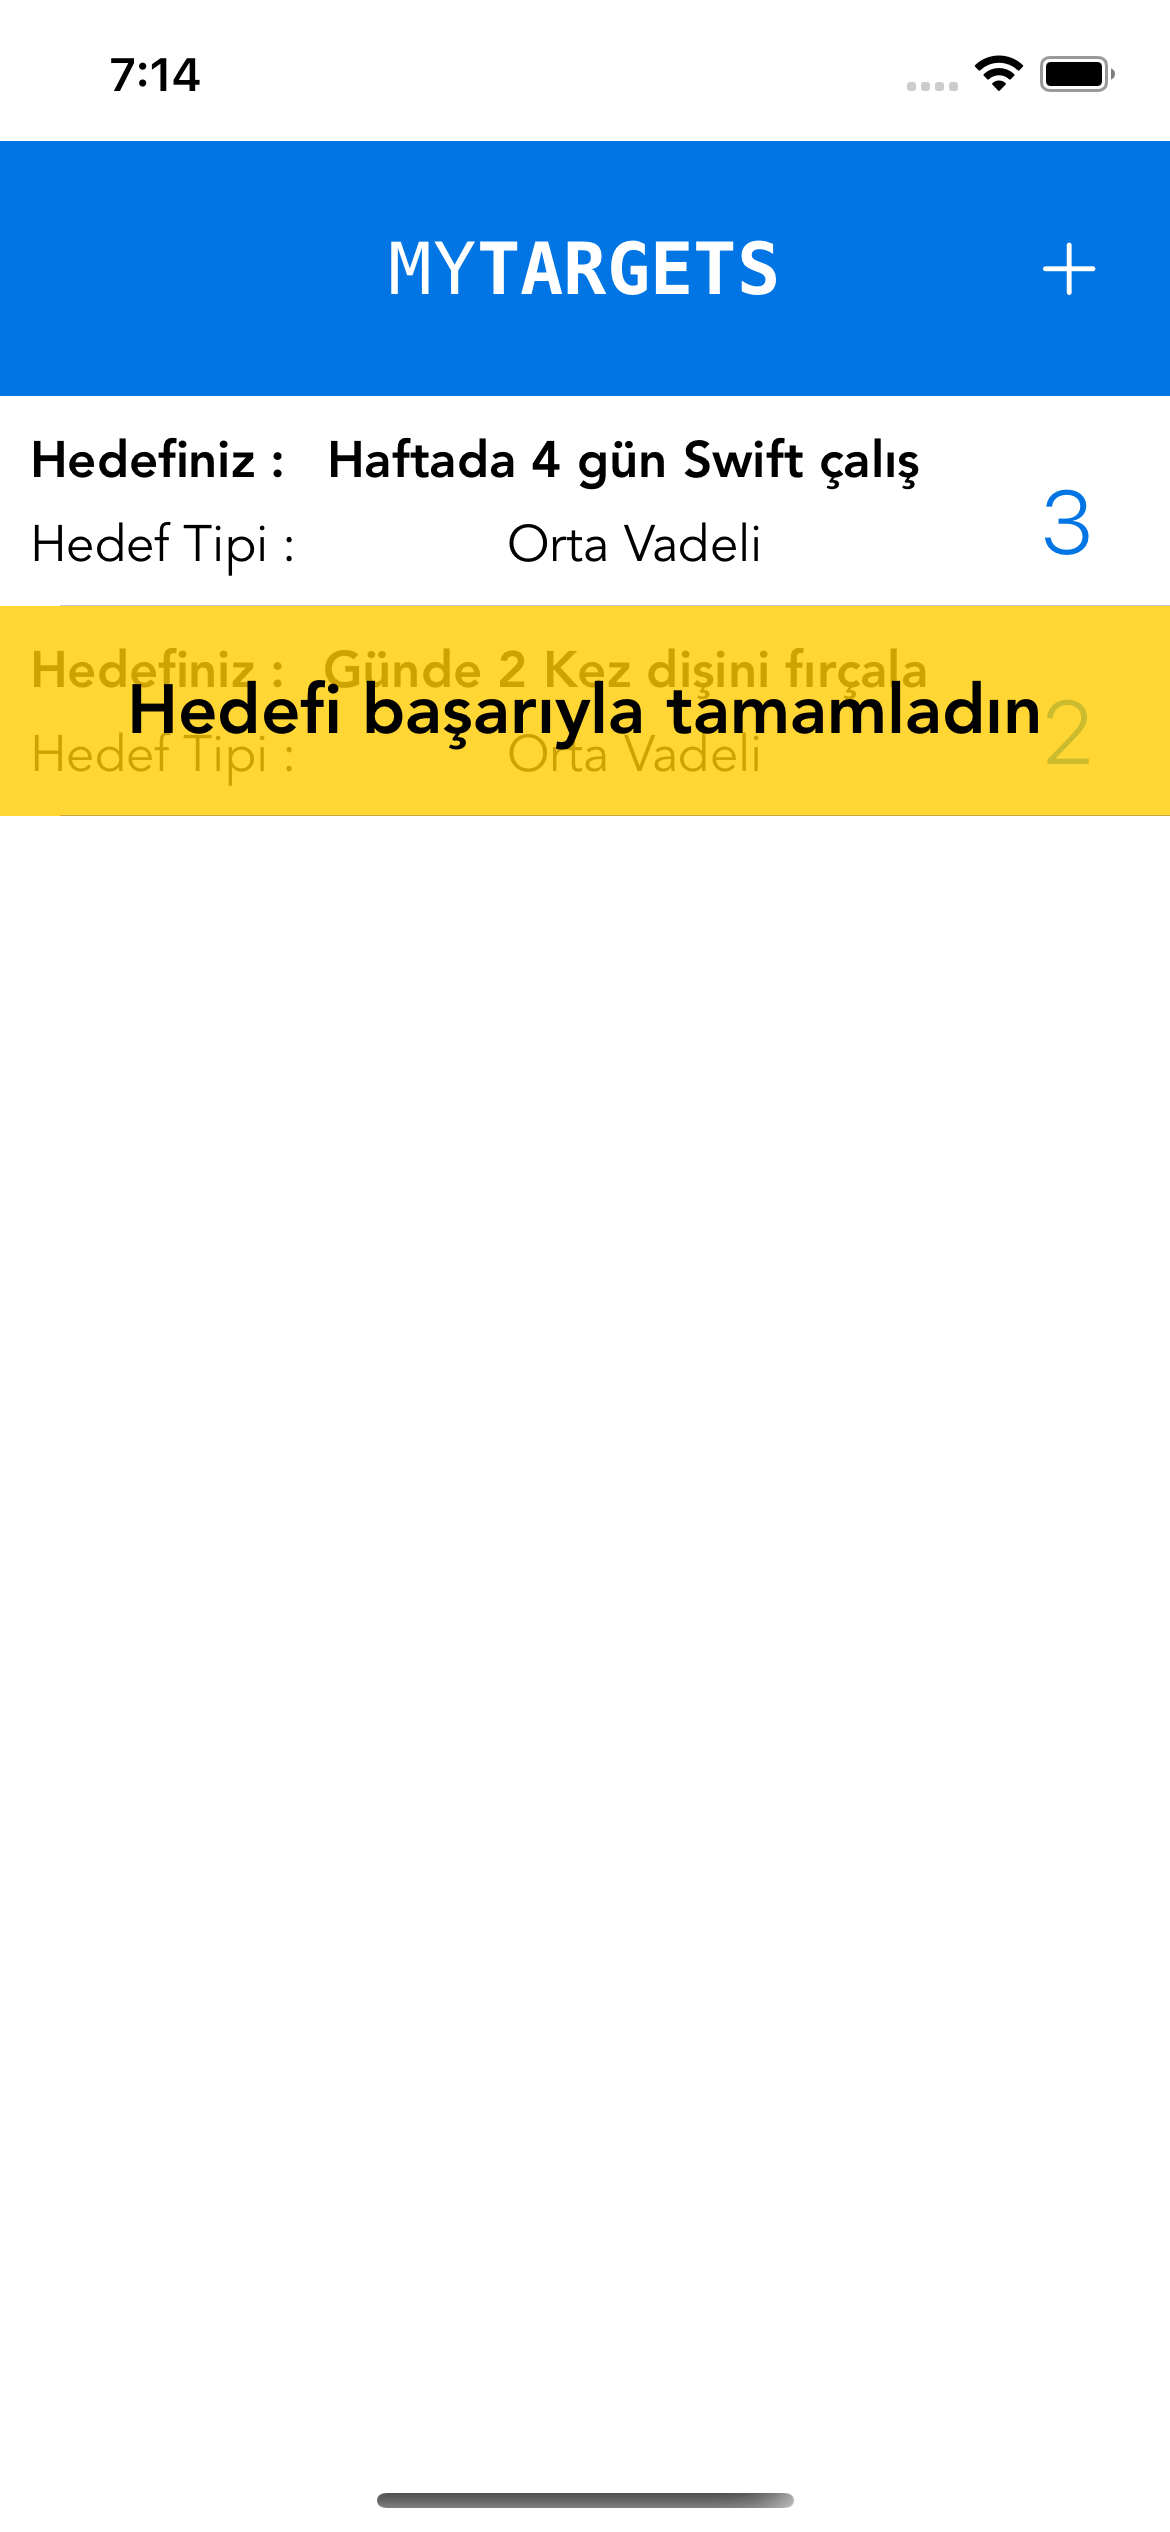 7:14
MYTARGETS
Hedefiniz : Haftada 4 gün Swift çalış
Hedef Tipi : Orta Vadeli
3
Hedefiniz : Günde 2 Kez dişini fırçala
Hedefi başarıyla tamamladın
Hedef Tipi : Orta Vadeli
2